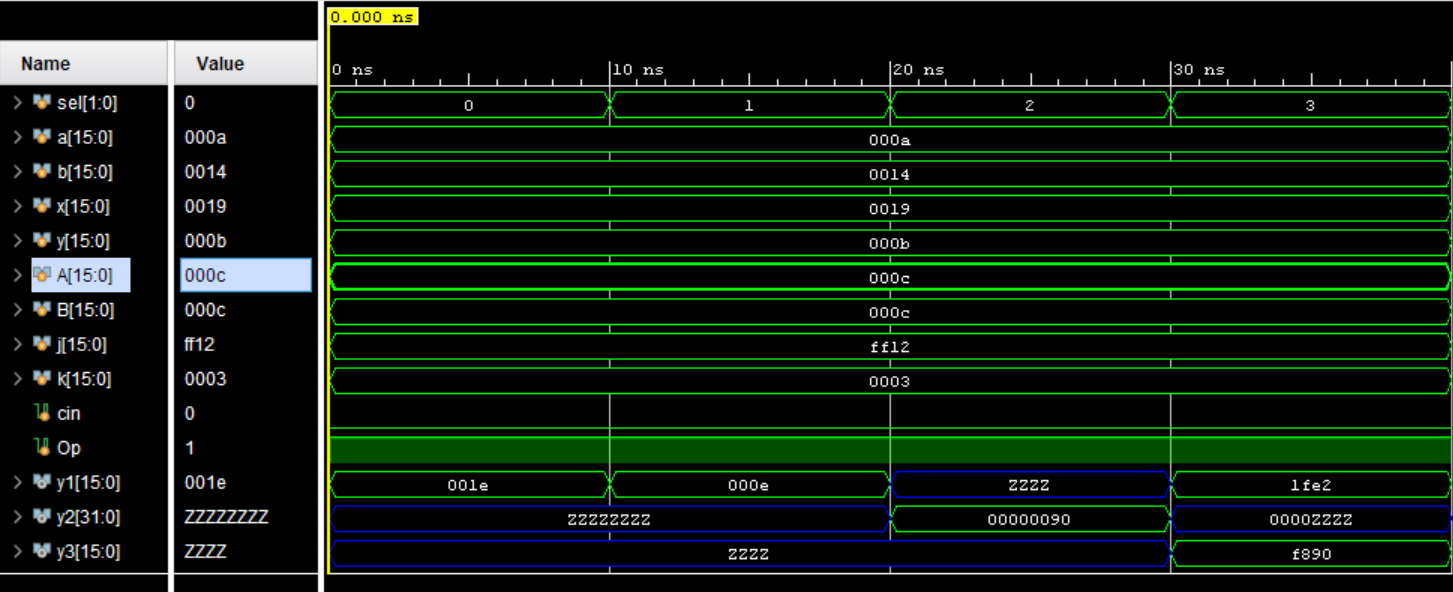 0.000 ns
Name Value 0 ns 10 ns 20 ns 30 ns
sel[1:0] 0 0 1 2 3
a[15:0] 000a 000a
b[15:0] 0014 0014
x[15:0] 0019 0019
y[15:0] 000b 000b
A[15:0] 000c 000c
B[15:0] 000c 000c
j[15:0] ff12 ff12
k[15:0] 0003 0003
cin 0
Op 1
y1[15:0] 001e 001e 000e ZZZZ 1fe2
y2[31:0] ZZZZZZZZ ZZZZZZZZ 00000090 0000ZZZZ
y3[15:0] ZZZZ ZZZZ f890